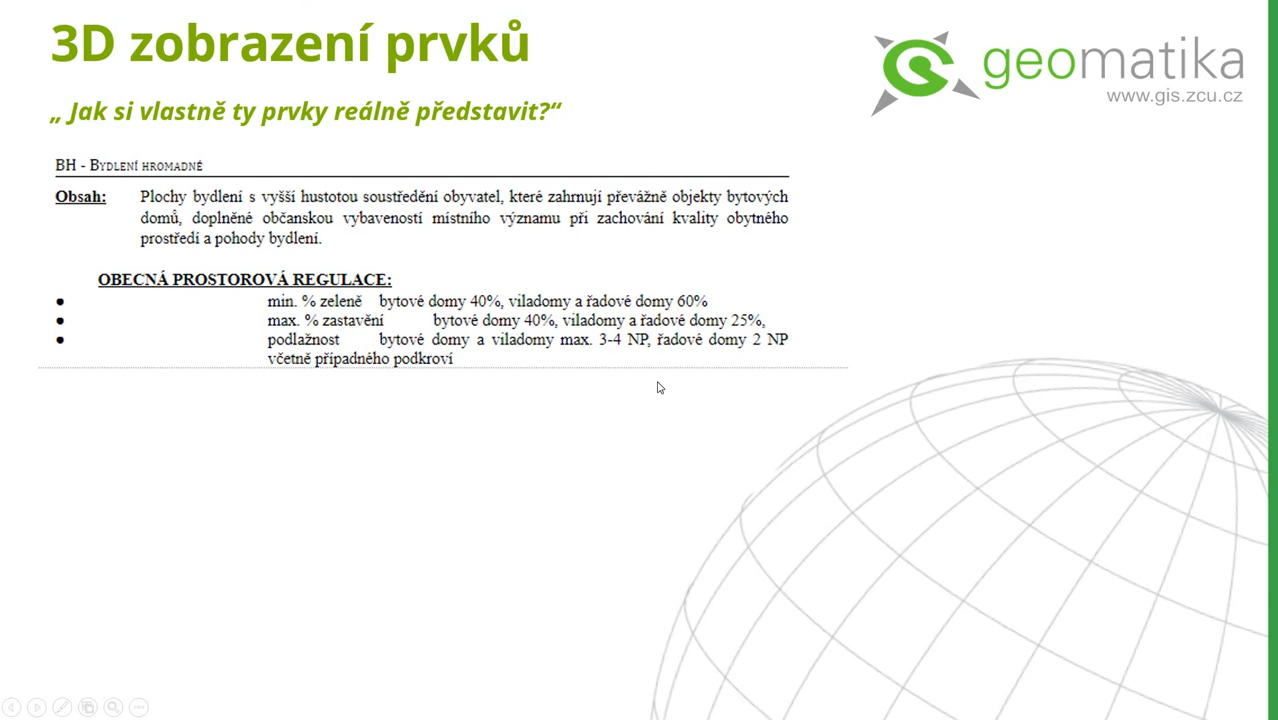 3D zobrazení prvků
geomatika
www.gis.zcu.cz
„ Jak si vlastně ty prvky reálně představit?“
BH - BYDLENÍ HROMADNÉ
Obsah: Plochy bydlení s vyšší hustotou soustředění obyvatel, které zahrnují převážně objekty bytových
domů, doplněné občanskou vybaveností místního významu při zachování kvality obytného
prostředí a pohody bydlení.
OBECNÁ PROSTOROVÁ REGULACE:
● min. % zeleně bytové domy 40%, viladomy a řadové domy 60%
● max. % zastavění bytové domy 40%, viladomy a řadové domy 25%,
● podlažnost bytové domy a viladomy max. 3-4 NP, řadové domy 2 NP
včetně případného podkroví